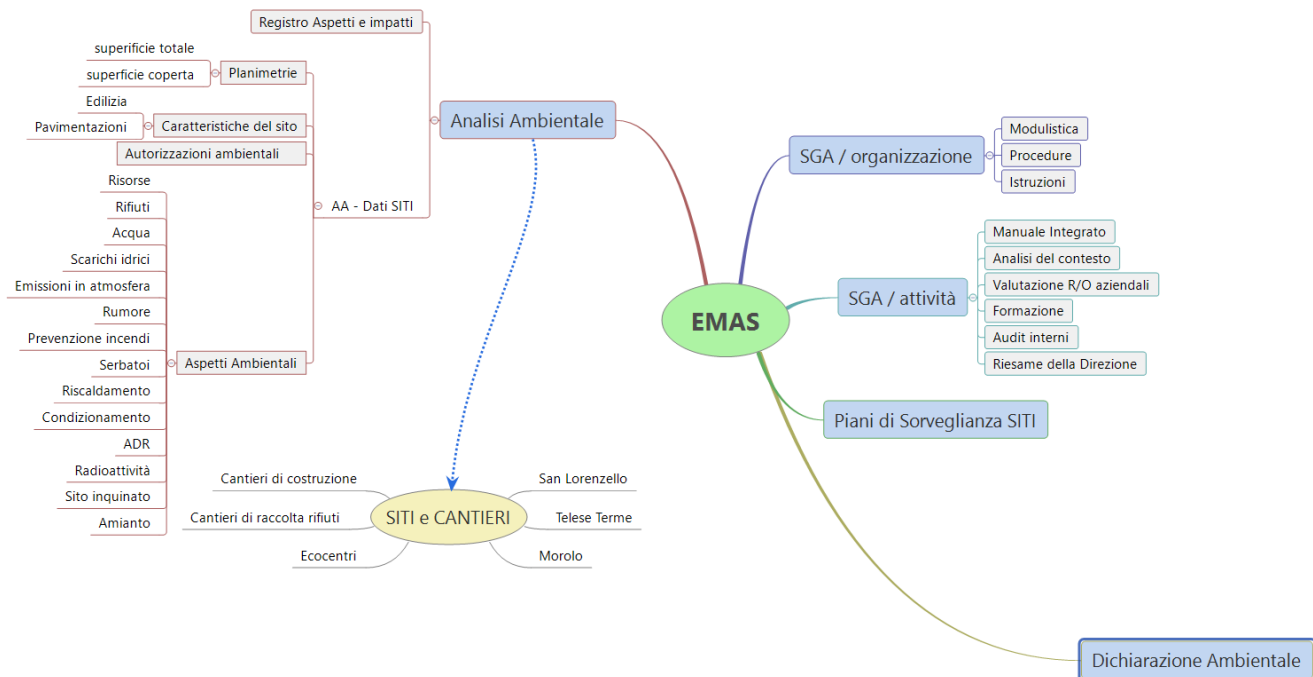 Registro Aspetti e impatti
superificie totale
superficie coperta
Planimetrie
Edilizia
Pavimentazioni
Caratteristiche del sito
Autorizzazioni ambientali
Risorse
Rifiuti
Acqua
Scarichi idrici
Emissioni in atmosfera
Rumore
Prevenzione incendi
Serbatoi
Riscaldamento
Condizionamento
ADR
Radioattività
Sito inquinato
Amianto
Aspetti Ambientali
AA - Dati SITI
Analisi Ambientale
EMAS
SGA / organizzazione
Modulistica
Procedure
Istruzioni
SGA / attività
Manuale Integrato
Analisi del contesto
Valutazione R/O aziendali
Formazione
Audit interni
Riesame della Direzione
Piani di Sorveglianza SITI
Dichiarazione Ambientale
Cantieri di costruzione
Cantieri di raccolta rifiuti
Ecocentri
SITI e CANTIERI
San Lorenzello
Telese Terme
Morolo